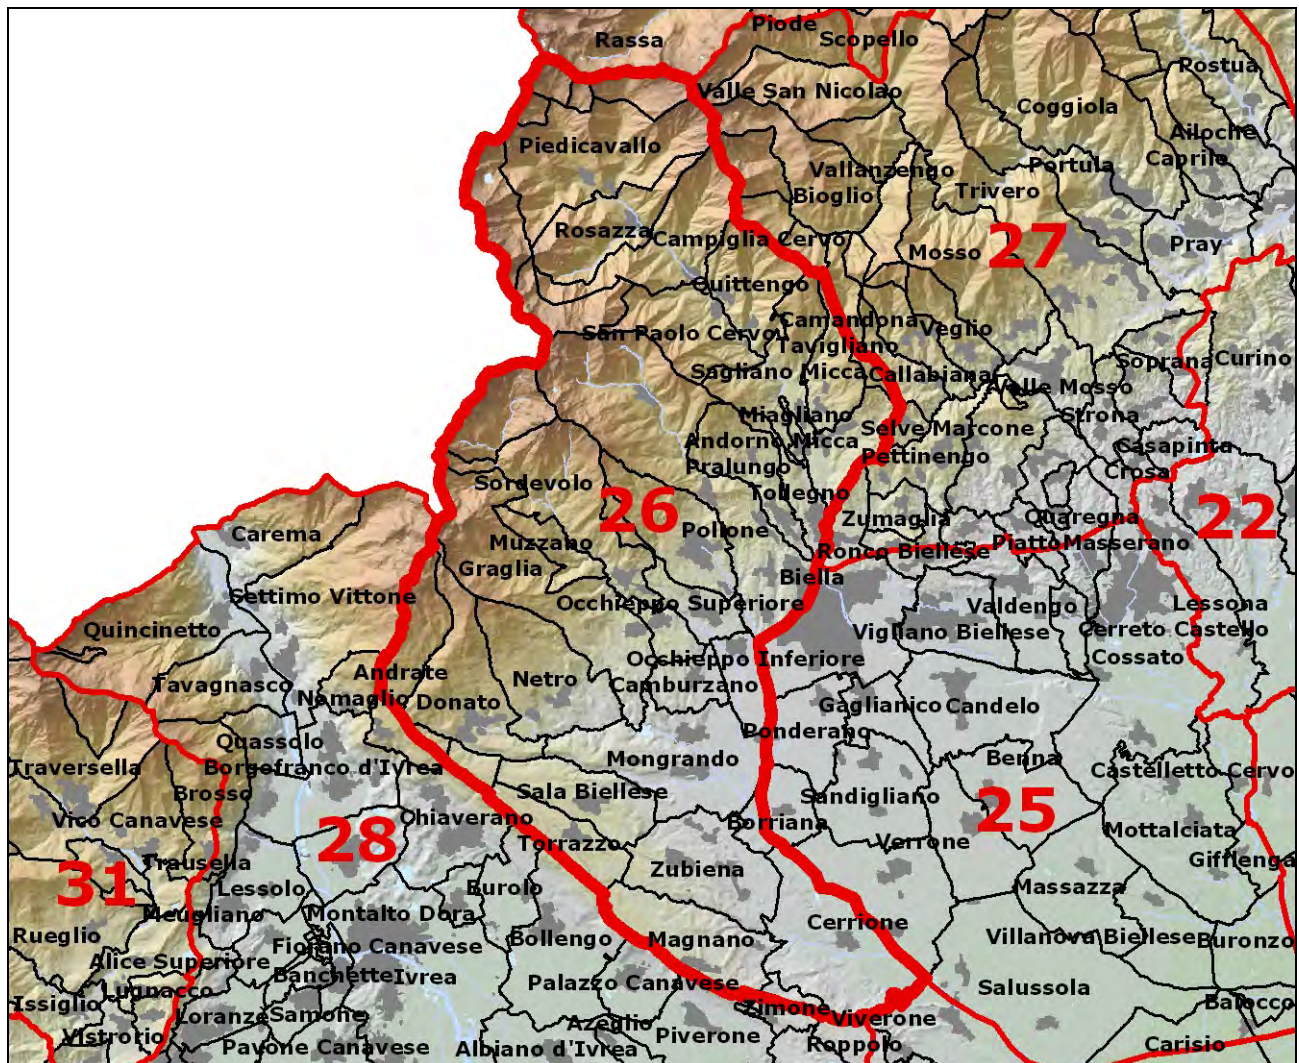 Piode
Rassa
Scopello
Postua
Valle San Nicolao
Coggiola
Ailoche
Piedicavallo
Caprile
Portula
Vallanzengo
Trivero
Bioglio
Rosazza
Campiglia Cervo
27
Pray
Mosso
Quittengo
Camandona
Veglio
San Paolo Cervo
Tavigliano
Soprana
Curino
Sagliano Micca
Callabiana
Valle Mosso
Miagliano
Strona
Selve Marcone
Andorno Micca
Casapinta
Pettinengo
Pralungo
Crosa
Sordevolo
Tollegno
26
22
Zumaglia
Quaregna
Carema
Pollone
Muzzano
Piatto
Masserano
Ronco Biellese
Graglia
Biella
Settimo Vittone
Occhieppo Superiore
Valdengo
Lessona
Quincinetto
Vigliano Biellese
Cerreto Castello
Occhieppo Inferiore
Cossato
Andrate
Netro
Camburzano
Tavagnasco
Nomaglio
Donato
Gaglianico
Candelo
Ponderano
Quassolo
Mongrando
Benna
Traversella
Borgofranco d'Ivrea
Castelletto Cervo
Brosso
Sala Biellese
Sandigliano
25
Vico Canavese
Chiaverano
Borriana
Mottalciata
28
Torrazzo
Verrone
Trausella
Zubiena
Gifflenga
31
Lessolo
Burolo
Massazza
Meugliano
Montalto Dora
Cerrione
Rueglio
Fiorano Canavese
Bollengo
Magnano
Villanova Biellese
Buronzo
Alice Superiore
Banchette
Ivrea
Palazzo Canavese
Salussola
Lugnacco
Issiglio
Loranze
Samone
Zimone
Viverone
Balocco
Vistrorio
Azeglio
Piverone
Pavone Canavese
Albiano d'Ivrea
Roppolo
Carisio